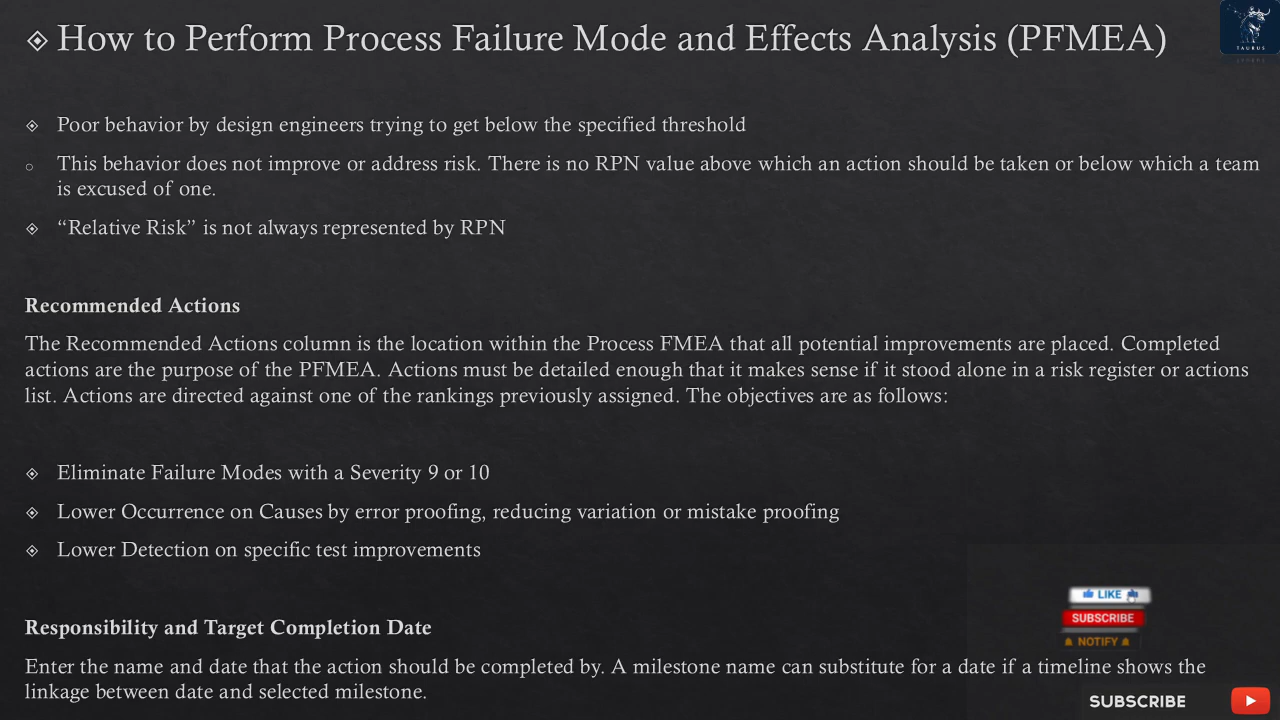 How to Perform Process Failure Mode and Effects Analysis (PFMEA)
TAURUS
Poor behavior by design engineers trying to get below the specified threshold
This behavior does not improve or address risk. There is no RPN value above which an action should be taken or below which a team
is excused of one.
“Relative Risk” is not always represented by RPN
Recommended Actions
The Recommended Actions column is the location within the Process FMEA that all potential improvements are placed. Completed
actions are the purpose of the PFMEA. Actions must be detailed enough that it makes sense if it stood alone in a risk register or actions
list. Actions are directed against one of the rankings previously assigned. The objectives are as follows:
Eliminate Failure Modes with a Severity 9 or 10
Lower Occurrence on Causes by error proofing, reducing variation or mistake proofing
Lower Detection on specific test improvements
LIKE
SUBSCRIBE
NOTIFY
Responsibility and Target Completion Date
Enter the name and date that the action should be completed by. A milestone name can substitute for a date if a timeline shows the
linkage between date and selected milestone.
SUBSCRIBE